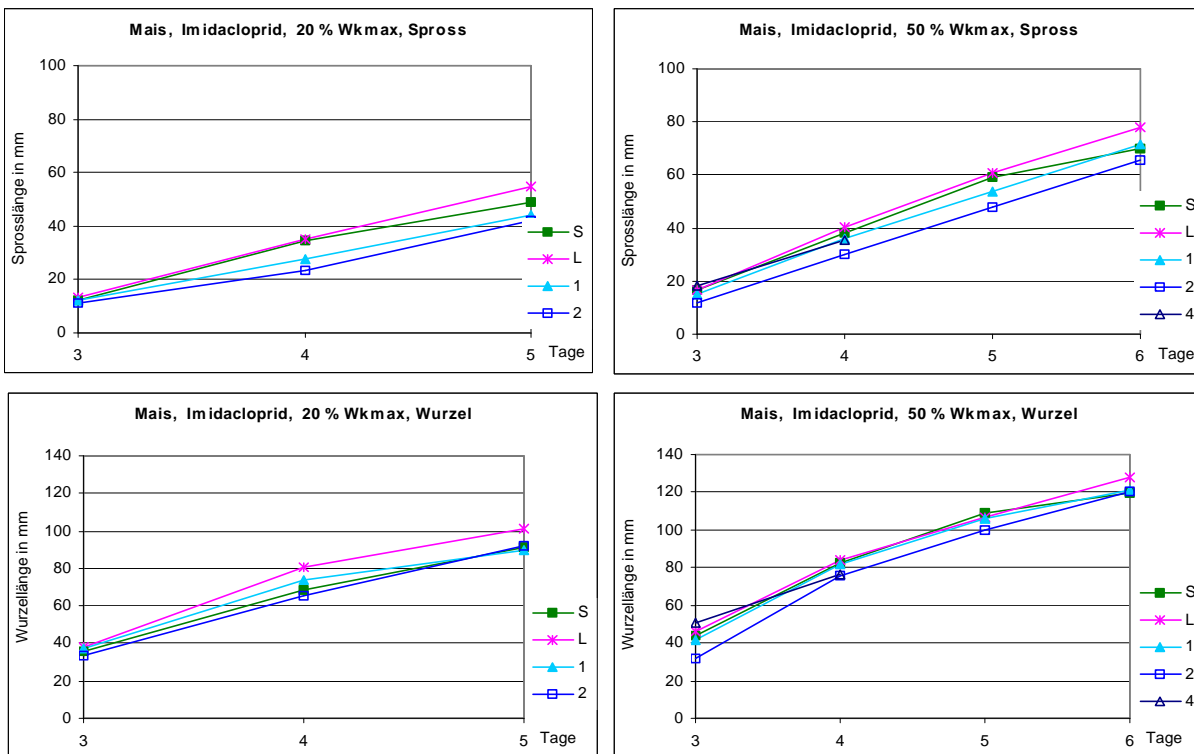 Mais, Imidacloprid, 20 % Wkmax, Spross
100
80
60
40
20
0
Sprosslänge in mm
3 4 5 Tage
S
L
1
2
Mais, Imidacloprid, 50 % Wkmax, Spross
100
80
60
40
20
0
Sprosslänge in mm
3 4 5 6 Tage
S
L
1
2
4
Mais, Imidacloprid, 20 % Wkmax, Wurzel
140
120
100
80
60
40
20
0
Wurzellänge in mm
3 4 5 Tage
S
L
1
2
Mais, Imidacloprid, 50 % Wkmax, Wurzel
140
120
100
80
60
40
20
0
Wurzellänge in mm
3 4 5 6 Tage
S
L
1
2
4